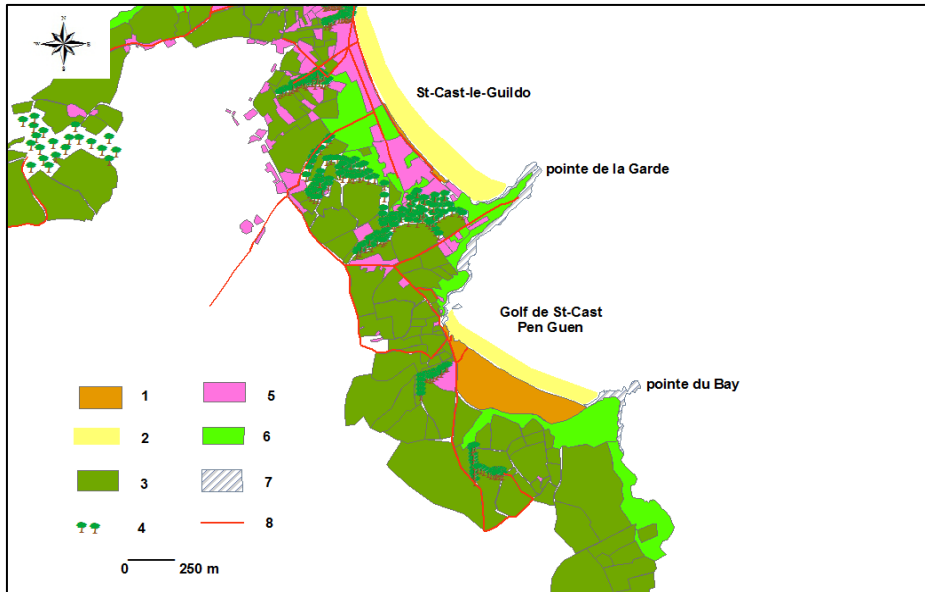 N
W E
S
St-Cast-le-Guildo
pointe de la Garde
Golf de St-Cast
Pen Guen
pointe du Bay
1 5
2 6
3 7
4 8
0 250 m